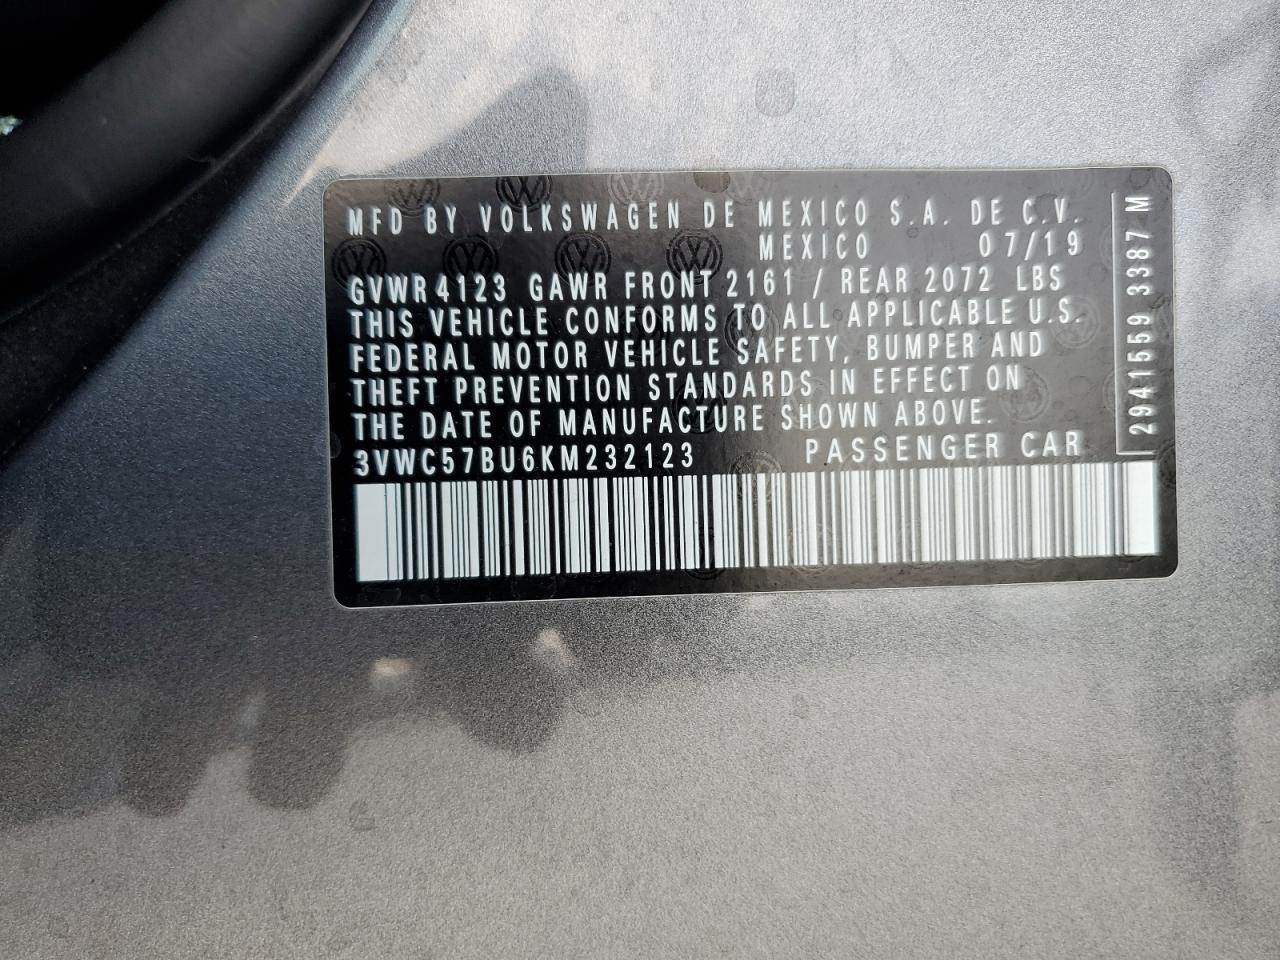 MFD BY VOLKSWAGEN DE MEXICO S.A. DE C.V.
MEXICO 07/19
GVWR 4123 GAWR FRONT 2161 / REAR 2072 LBS
THIS VEHICLE CONFORMS TO ALL APPLICABLE U.S.
FEDERAL MOTOR VEHICLE SAFETY, BUMPER AND
THEFT PREVENTION STANDARDS IN EFFECT ON
THE DATE OF MANUFACTURE SHOWN ABOVE.
3VWC57BU6KM232123 PASSENGER CAR
2941559 3387 M